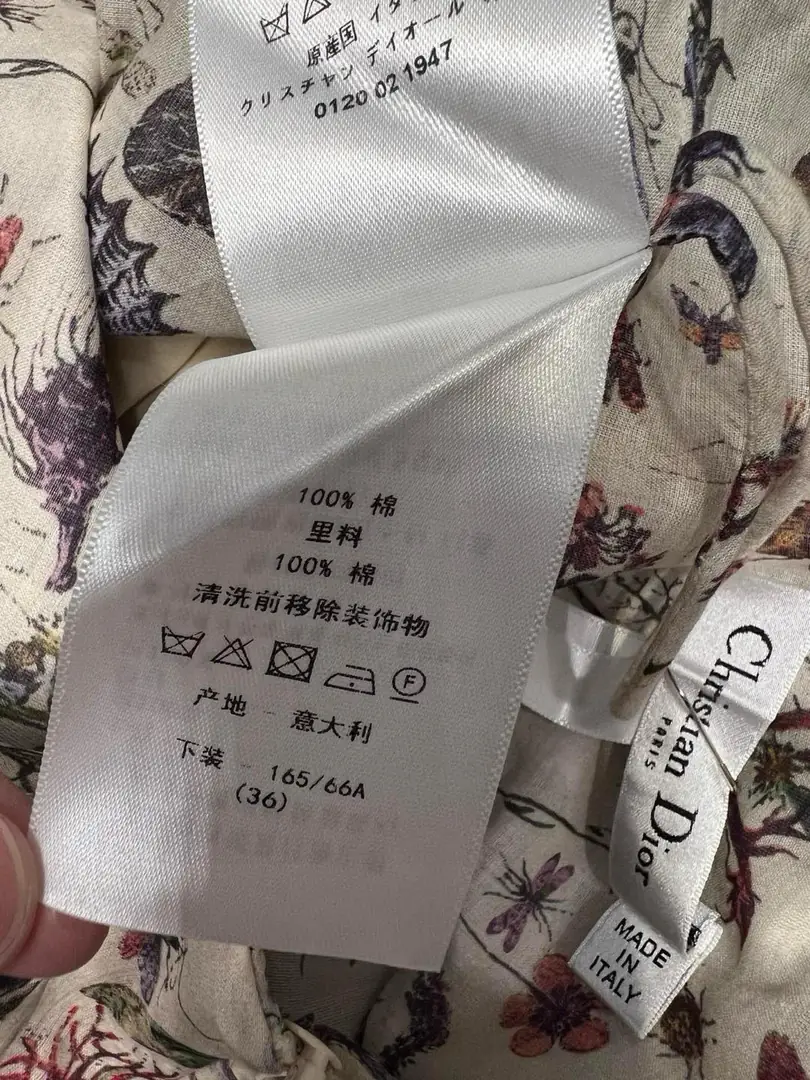 原産国 イタ
クリスチャン ディオール
0120 02 1947
100% 棉
里料
100% 棉
清洗前移除装饰物
F
产地 - 意大利
下装 - 165/66A
(36)
Christian Dior
PARIS
MADE
IN
ITALY